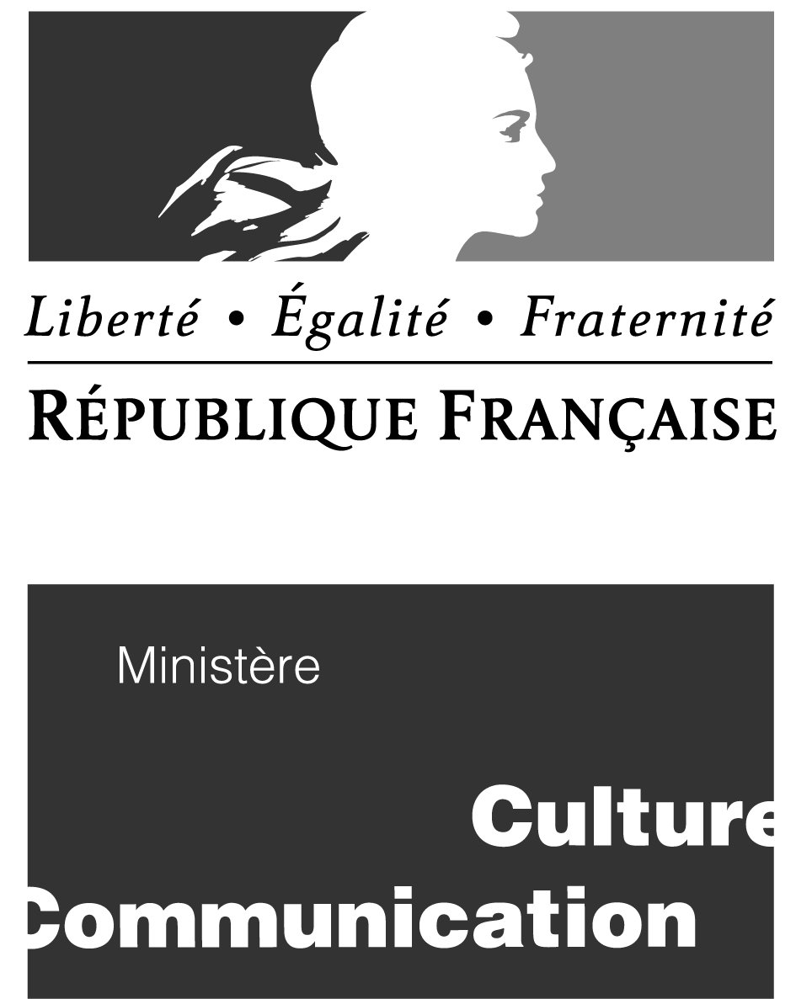 Liberté • Égalité • Fraternité
RÉPUBLIQUE FRANÇAISE
Ministère
Culture
Communication